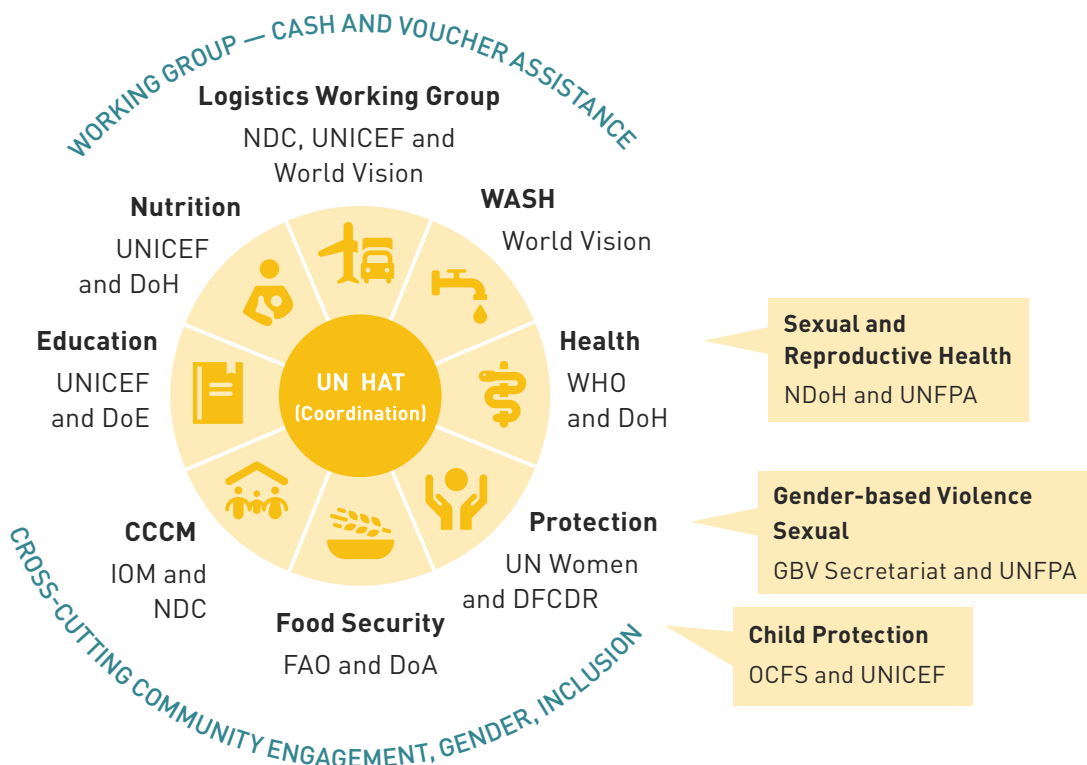 WORKING GROUP — CASH AND VOUCHER ASSISTANCE
Logistics Working Group
NDC, UNICEF and
World Vision
WASH
World Vision
Health
WHO
and DoH
Sexual and
Reproductive Health
NDoH and UNFPA
Protection
UN Women
and DFCDR
Gender-based Violence
Sexual
GBV Secretariat and UNFPA
Child Protection
OCFS and UNICEF
Food Security
FAO and DoA
CCCM
IOM and
NDC
Education
UNICEF
and DoE
Nutrition
UNICEF
and DoH
UN HAT
(Coordination)
CROSS-CUTTING COMMUNITY ENGAGEMENT, GENDER, INCLUSION